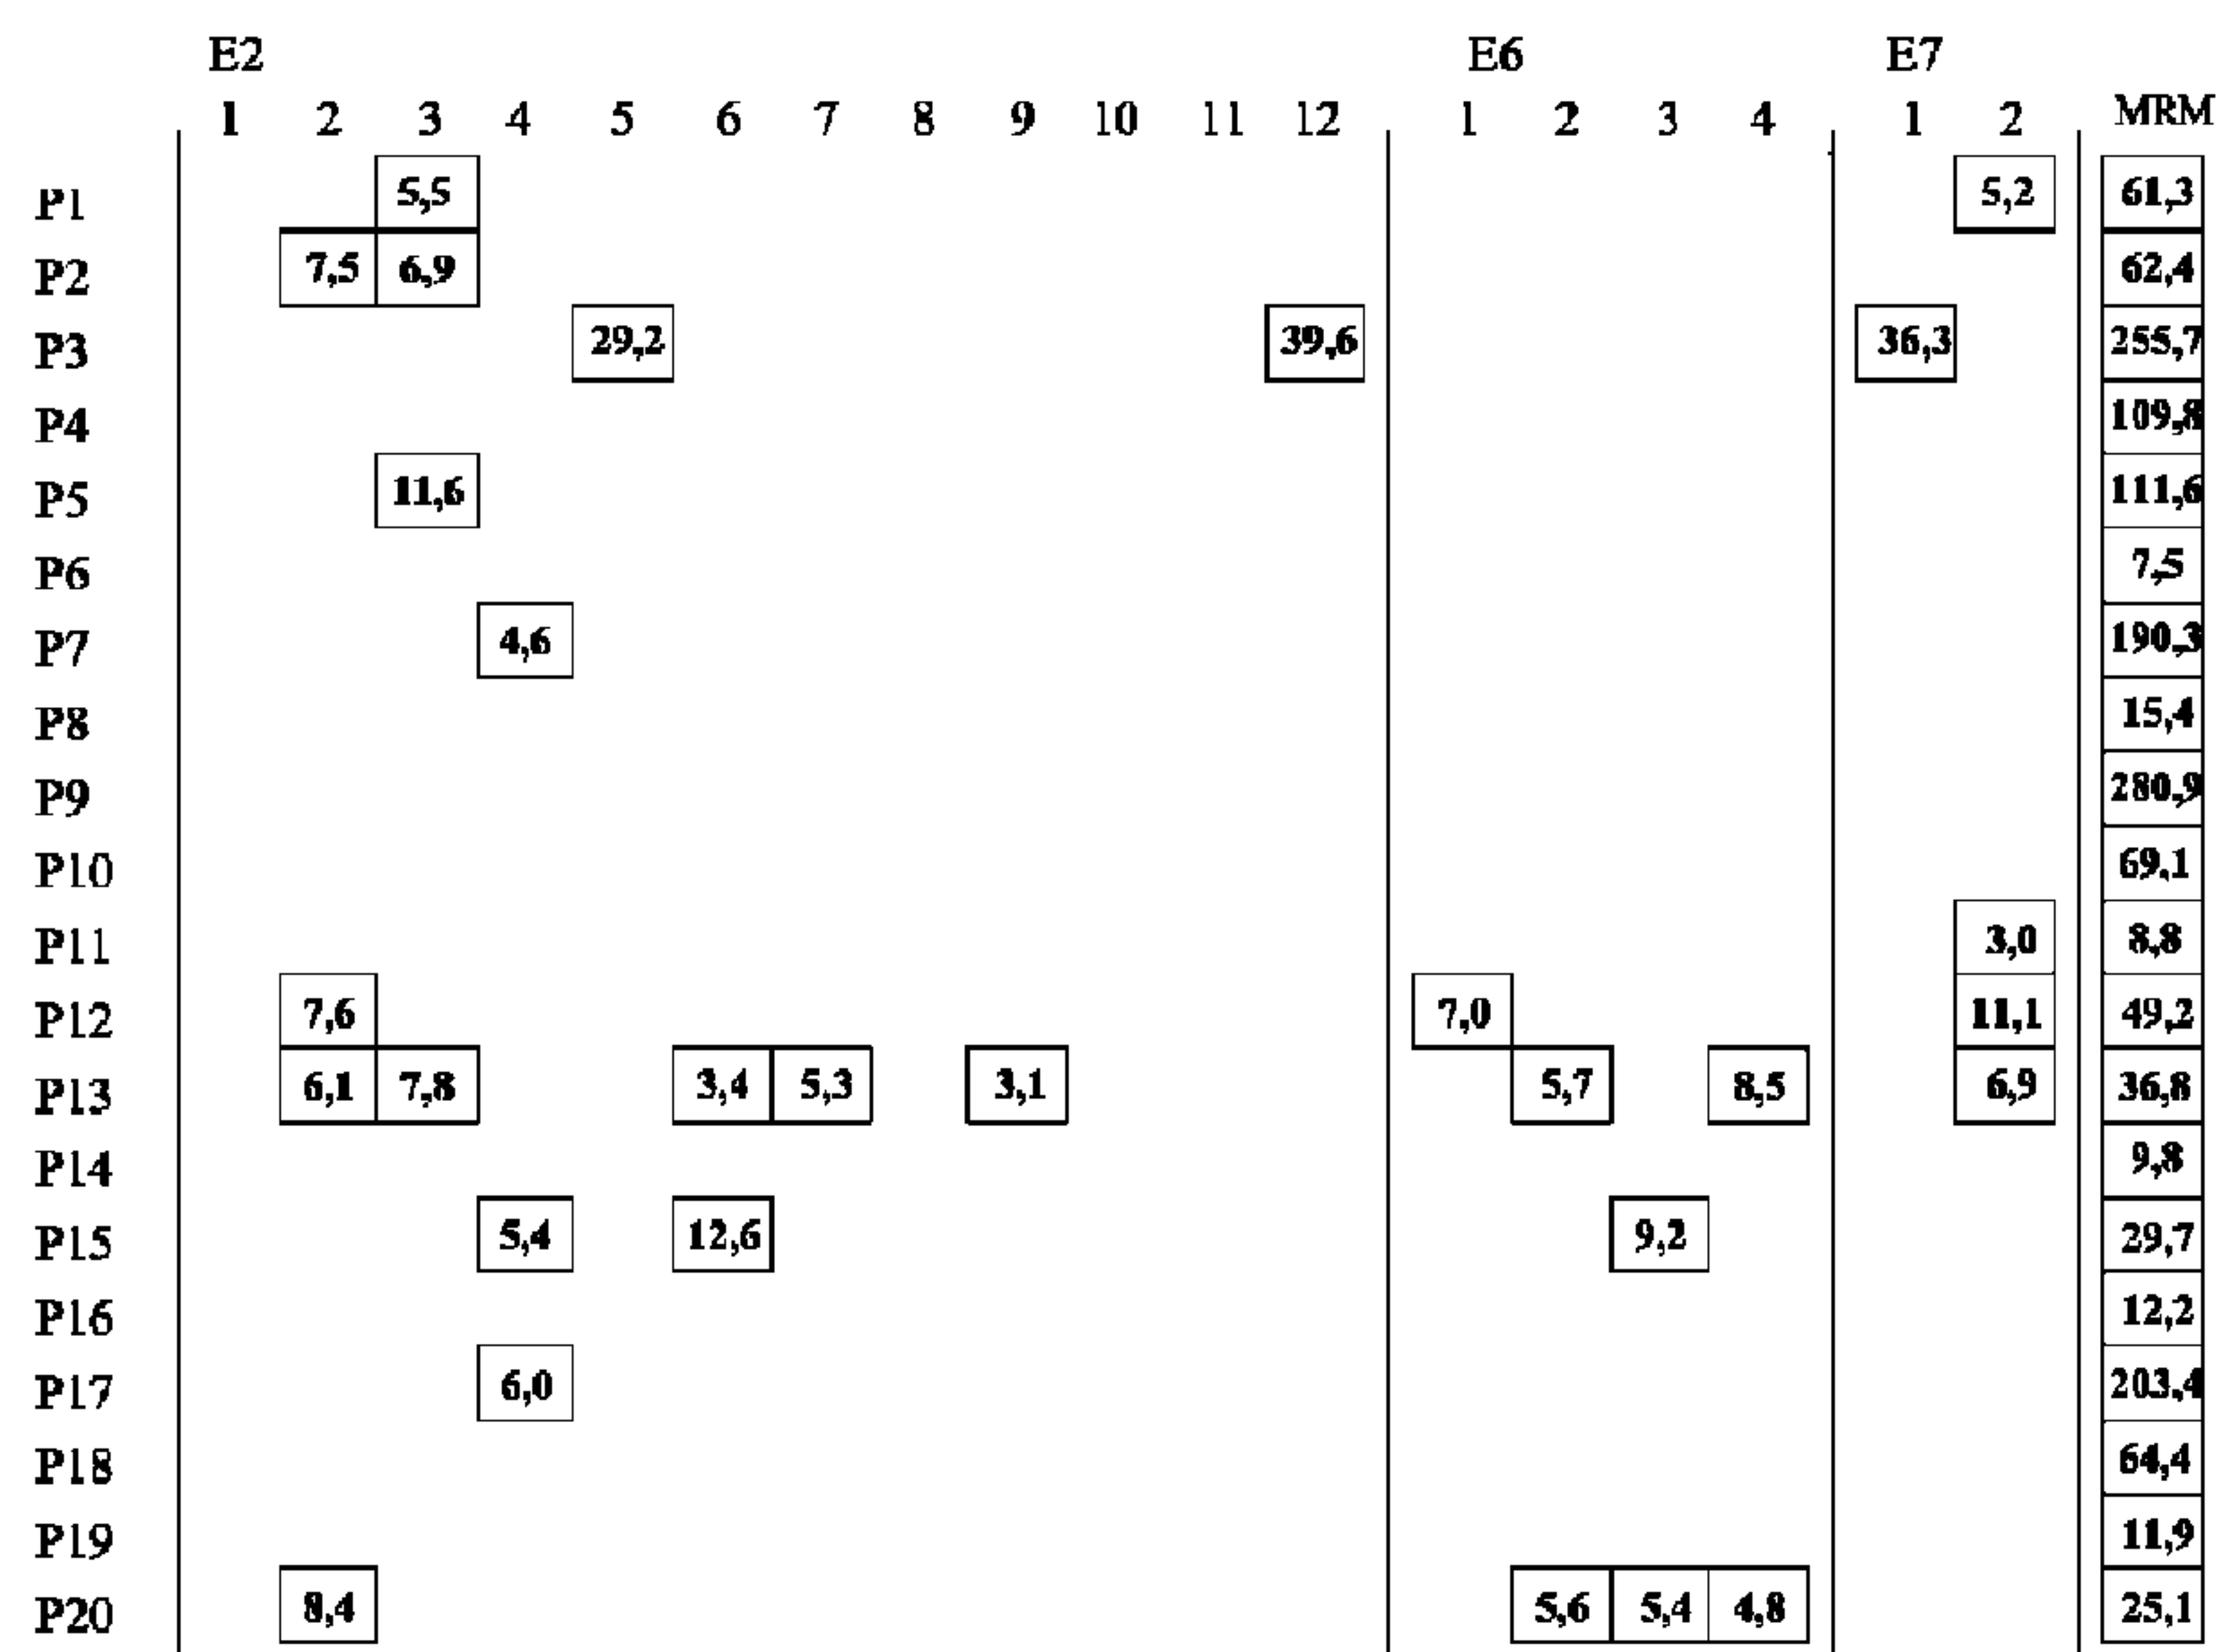 E2 E6 E7
1 2 3 4 5 6 7 8 9 10 11 12 1 2 3 4 1 2 MRM
P1 5,5 5,2 61,3
P2 7,5 6,9 62,4
P3 29,2 39,6 36,3 255,7
P4 109,8
P5 11,6 111,6
P6 7,5
P7 4,6 190,3
P8 15,4
P9 280,9
P10 69,1
P11 3,0 8,8
P12 7,6 7,0 11,1 49,2
P13 6,1 7,8 3,4 5,3 3,1 5,7 8,5 6,9 36,8
P14 9,8
P15 5,4 12,6 9,2 29,7
P16 12,2
P17 6,0 203,4
P18 64,4
P19 11,9
P20 8,4 5,6 5,4 4,8 25,1